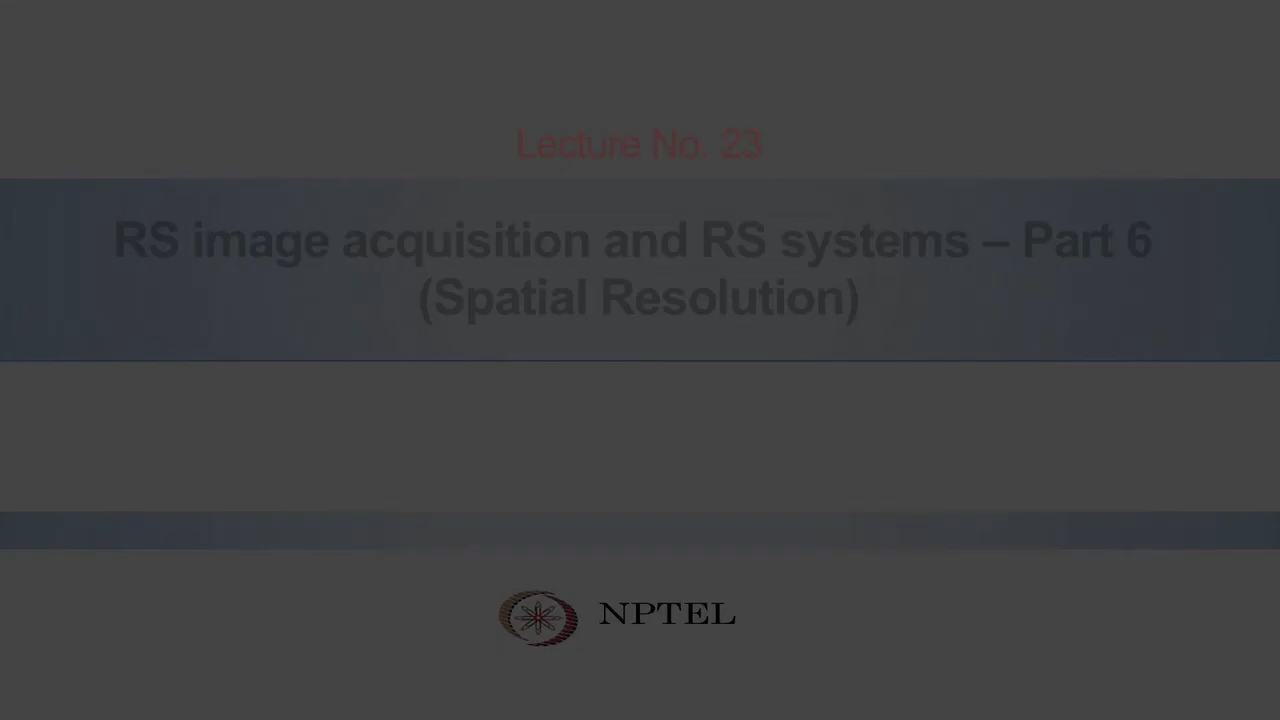 Lecture No. 23
RS image acquisition and RS systems – Part 6
(Spatial Resolution)
NPTEL